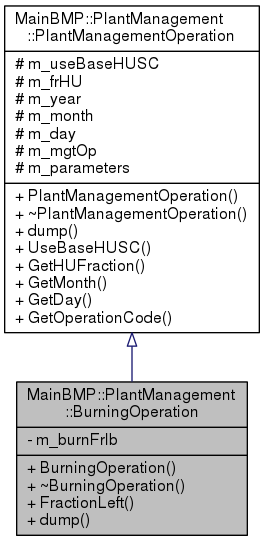 MainBMP::PlantManagement
::PlantManagementOperation
# m_useBaseHUSC
# m_frHU
# m_year
# m_month
# m_day
# m_mgtOp
# m_parameters
+ PlantManagementOperation()
+ ~PlantManagementOperation()
+ dump()
+ UseBaseHUSC()
+ GetHUFraction()
+ GetMonth()
+ GetDay()
+ GetOperationCode()
MainBMP::PlantManagement
::BurningOperation
- m_burnFrlb
+ BurningOperation()
+ ~BurningOperation()
+ FractionLeft()
+ dump()